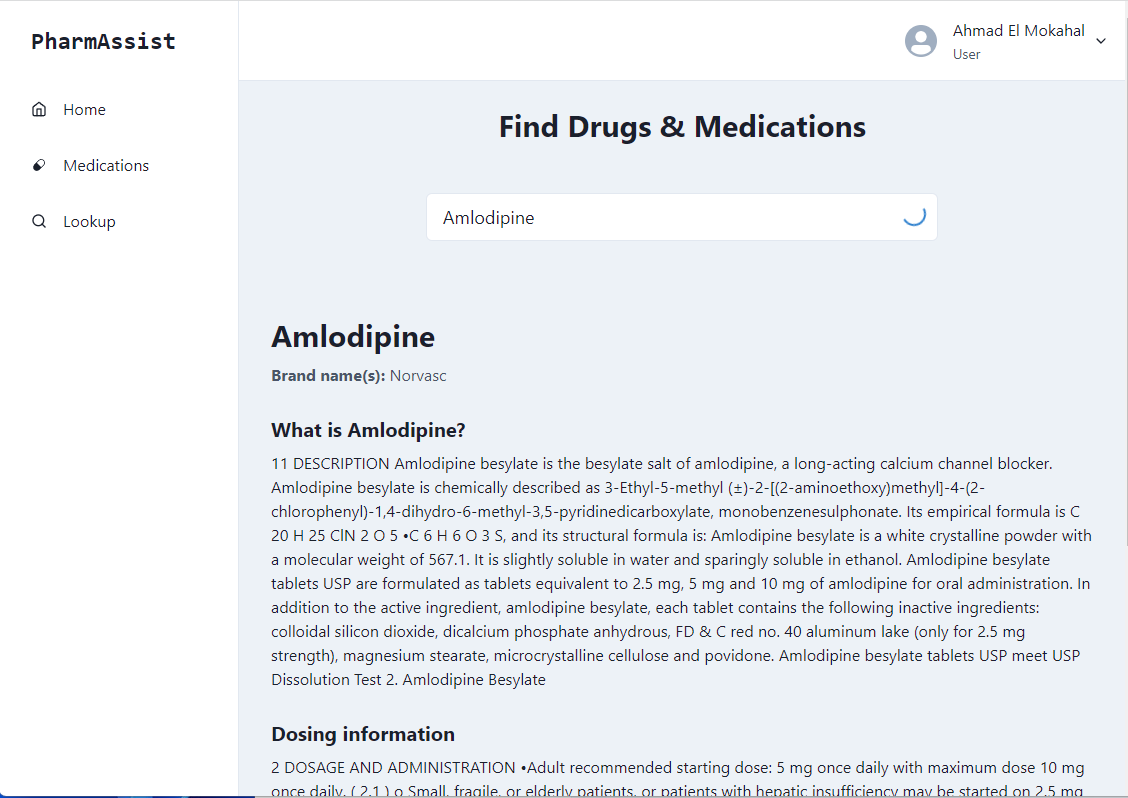 PharmAssist
Ahmad El Mokahal
User
Home
Medications
Lookup
Find Drugs & Medications
Amlodipine
Amlodipine
Brand name(s): Norvasc
What is Amlodipine?
11 DESCRIPTION Amlodipine besylate is the besylate salt of amlodipine, a long-acting calcium channel blocker.
Amlodipine besylate is chemically described as 3-Ethyl-5-methyl (±)-2-[(2-aminoethoxy)methyl]-4-(2-
chlorophenyl)-1,4-dihydro-6-methyl-3,5-pyridinedicarboxylate, monobenzenesulphonate. Its empirical formula is C
20 H 25 ClN 2 O 5 •C 6 H 6 O 3 S, and its structural formula is: Amlodipine besylate is a white crystalline powder with
a molecular weight of 567.1. It is slightly soluble in water and sparingly soluble in ethanol. Amlodipine besylate
tablets USP are formulated as tablets equivalent to 2.5 mg, 5 mg and 10 mg of amlodipine for oral administration. In
addition to the active ingredient, amlodipine besylate, each tablet contains the following inactive ingredients:
colloidal silicon dioxide, dicalcium phosphate anhydrous, FD & C red no. 40 aluminum lake (only for 2.5 mg
strength), magnesium stearate, microcrystalline cellulose and povidone. Amlodipine besylate tablets USP meet USP
Dissolution Test 2. Amlodipine Besylate
Dosing information
2 DOSAGE AND ADMINISTRATION •Adult recommended starting dose: 5 mg once daily with maximum dose 10 mg
once daily. ( 2.1 ) o Small, fragile, or elderly patients, or patients with hepatic insufficiency may be started on 2.5 mg